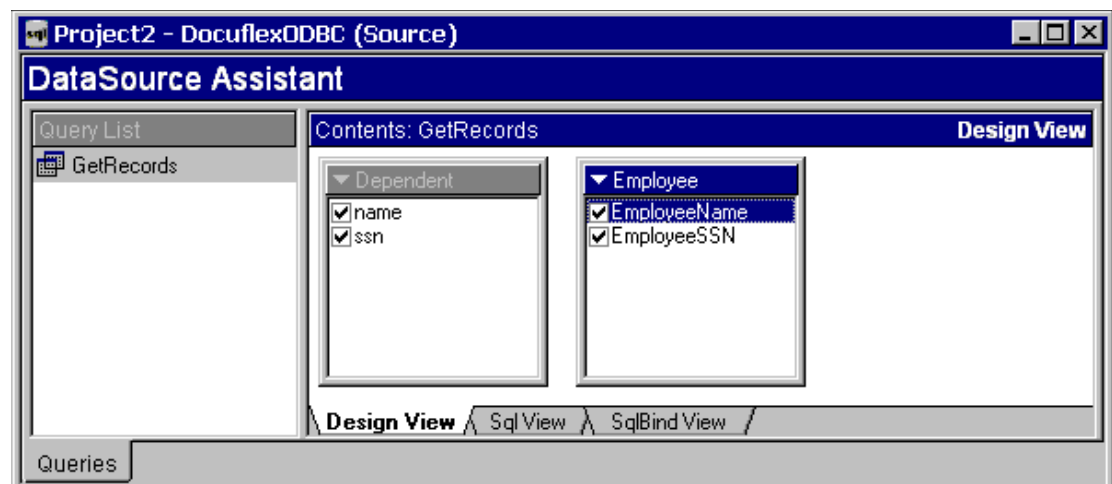 sql Project2 - DocuflexODBC (Source)
DataSource Assistant
Query List
GetRecords
Contents: GetRecords Design View
Dependent
name
ssn
Employee
EmployeeName
EmployeeSSN
Design View Sql View SqlBind View
Queries